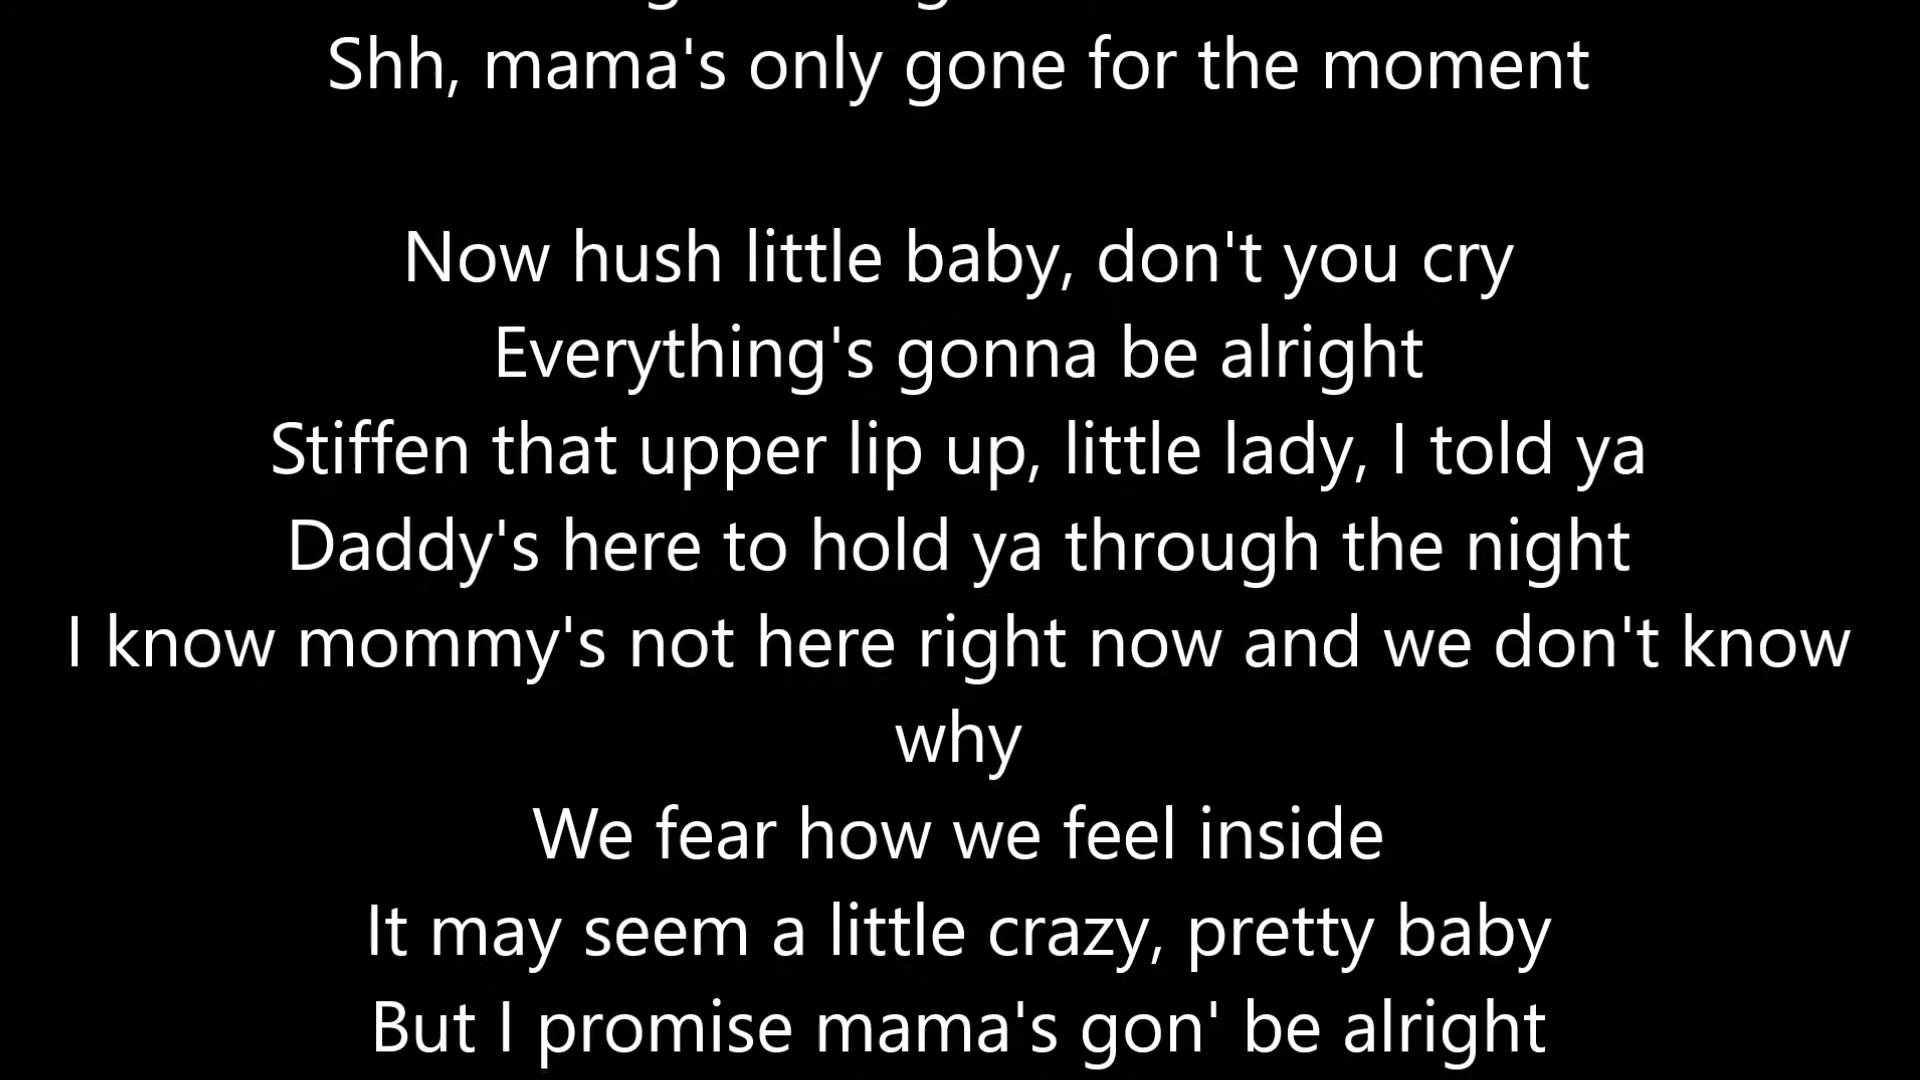 Shh, mama's only gone for the moment
Now hush little baby, don't you cry
Everything's gonna be alright
Stiffen that upper lip up, little lady, I told ya
Daddy's here to hold ya through the night
I know mommy's not here right now and we don't know
why
We fear how we feel inside
It may seem a little crazy, pretty baby
But I promise mama's gon' be alright